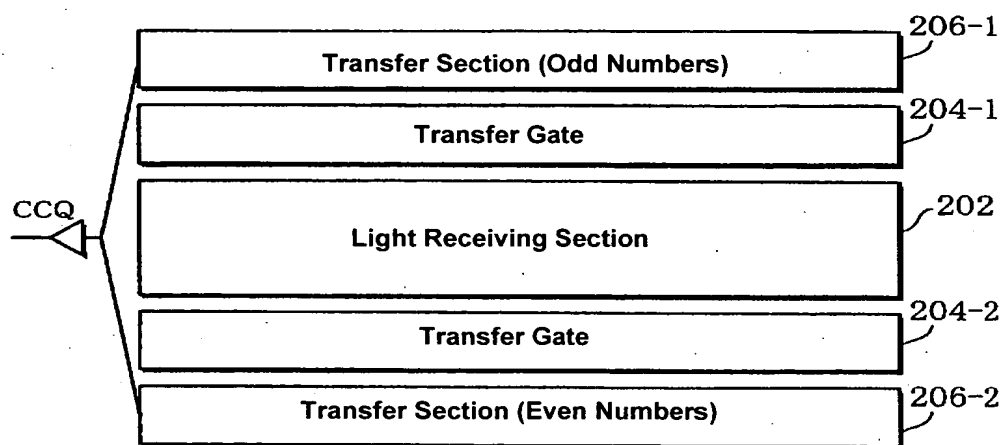 206-1
Transfer Section (Odd Numbers)
204-1
Transfer Gate
CCQ
202
Light Receiving Section
204-2
Transfer Gate
206-2
Transfer Section (Even Numbers)